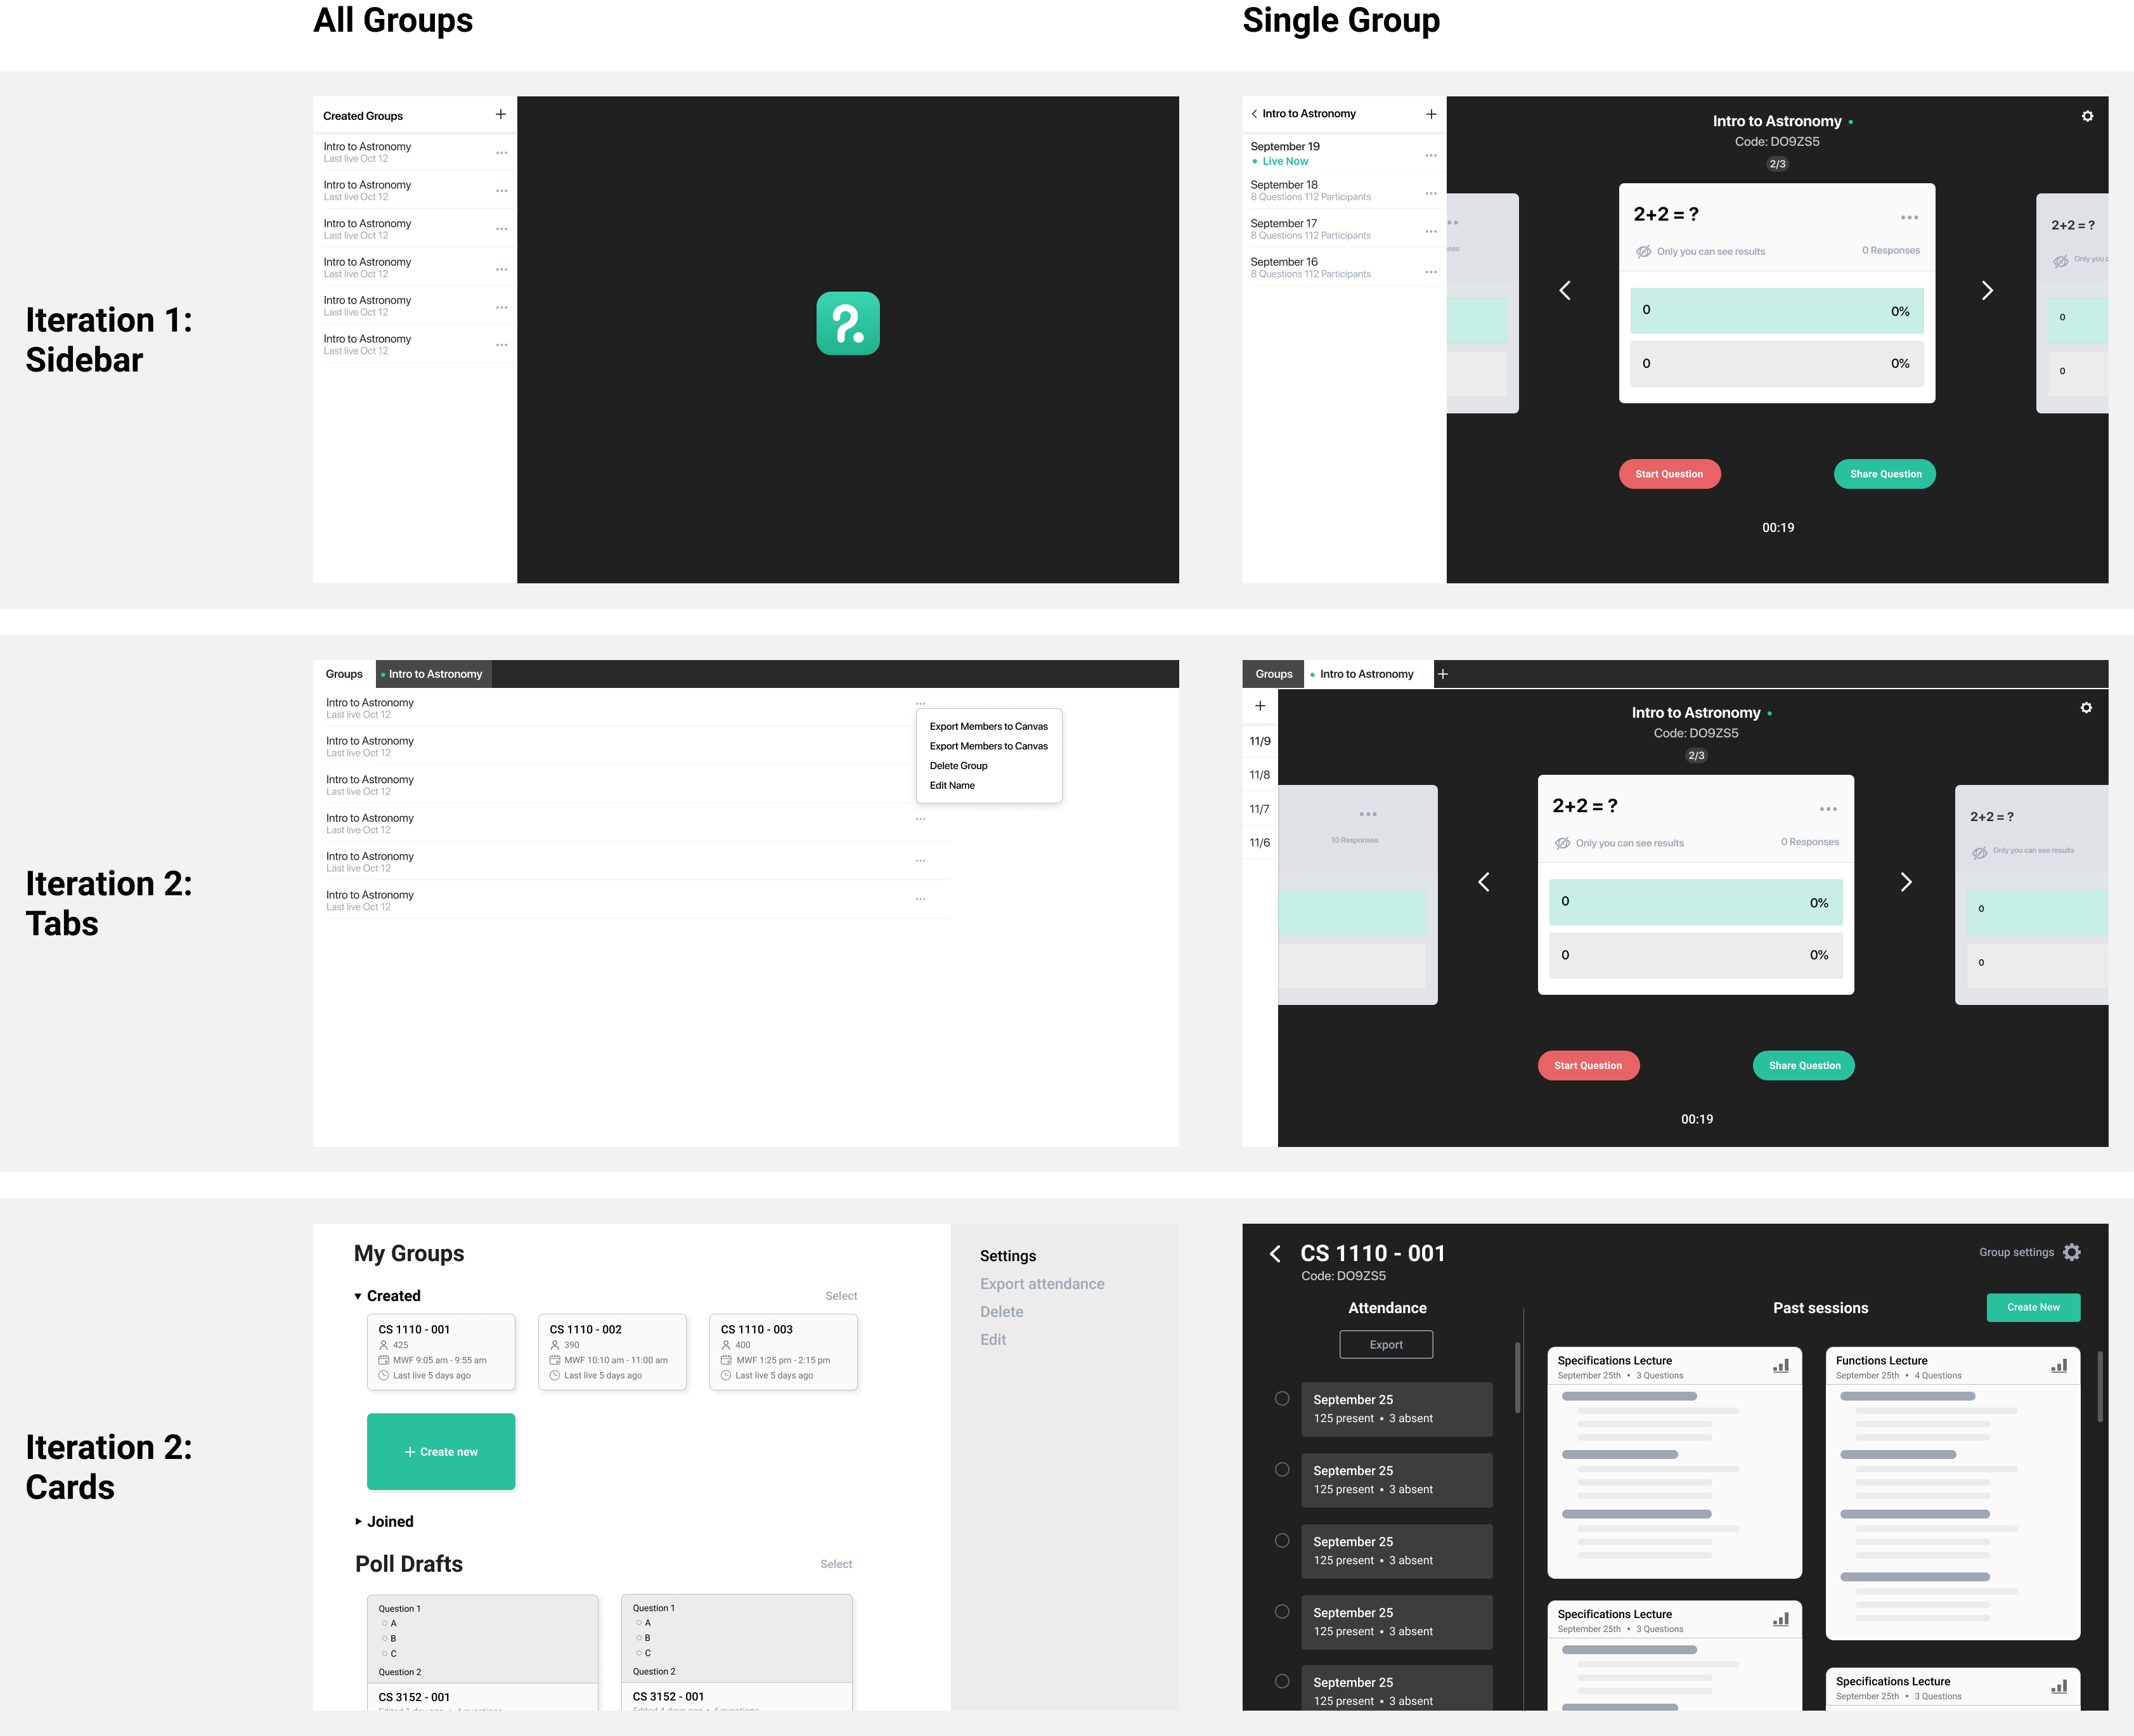 All Groups
Single Group
Iteration 1:
Sidebar
Created Groups
Intro to Astronomy
Last live Oct 12
Intro to Astronomy
Last live Oct 12
Intro to Astronomy
Last live Oct 12
Intro to Astronomy
Last live Oct 12
Intro to Astronomy
Last live Oct 12
Intro to Astronomy
Last live Oct 12
?
Intro to Astronomy
September 19
Live Now
September 18
8 Questions 112 Participants
September 17
8 Questions 112 Participants
September 16
8 Questions 112 Participants
Intro to Astronomy
Code: DO9ZS5
2/3
2+2 = ?
Only you can see results
0 Responses
0 0%
0 0%
2+2 = ?
0
0
Start Question
Share Question
00:19
Iteration 2:
Tabs
Groups
Intro to Astronomy
Intro to Astronomy
Last live Oct 12
Intro to Astronomy
Last live Oct 12
Intro to Astronomy
Last live Oct 12
Intro to Astronomy
Last live Oct 12
Intro to Astronomy
Last live Oct 12
Intro to Astronomy
Last live Oct 12
Export Members to Canvas
Export Members to Canvas
Delete Group
Edit Name
Groups
Intro to Astronomy
11/9
11/8
11/7
11/6
Intro to Astronomy
Code: DO9ZS5
2/3
10 Responses
2+2 = ?
Only you can see results
0 Responses
0 0%
0 0%
2+2 = ?
Only you can see results
0
0
Start Question
Share Question
00:19
Iteration 2:
Cards
My Groups
Created
Select
CS 1110 - 001
425
MWF 9:05 am - 9:55 am
Last live 5 days ago
CS 1110 - 002
390
MWF 10:10 am - 11:00 am
Last live 5 days ago
CS 1110 - 003
400
MWF 1:25 pm - 2:15 pm
Last live 5 days ago
+ Create new
Joined
Poll Drafts
Select
Question 1
A
B
C
Question 2
CS 3152 - 001
Question 1
A
B
C
Question 2
CS 3152 - 001
Settings
Export attendance
Delete
Edit
CS 1110 - 001
Code: DO9ZS5
Group settings
Attendance
Export
September 25
125 present • 3 absent
September 25
125 present • 3 absent
September 25
125 present • 3 absent
September 25
125 present • 3 absent
September 25
125 present • 3 absent
Past sessions
Create New
Specifications Lecture
September 25th • 3 Questions
Functions Lecture
September 25th • 4 Questions
Specifications Lecture
September 25th • 3 Questions
Specifications Lecture
September 25th • 3 Questions